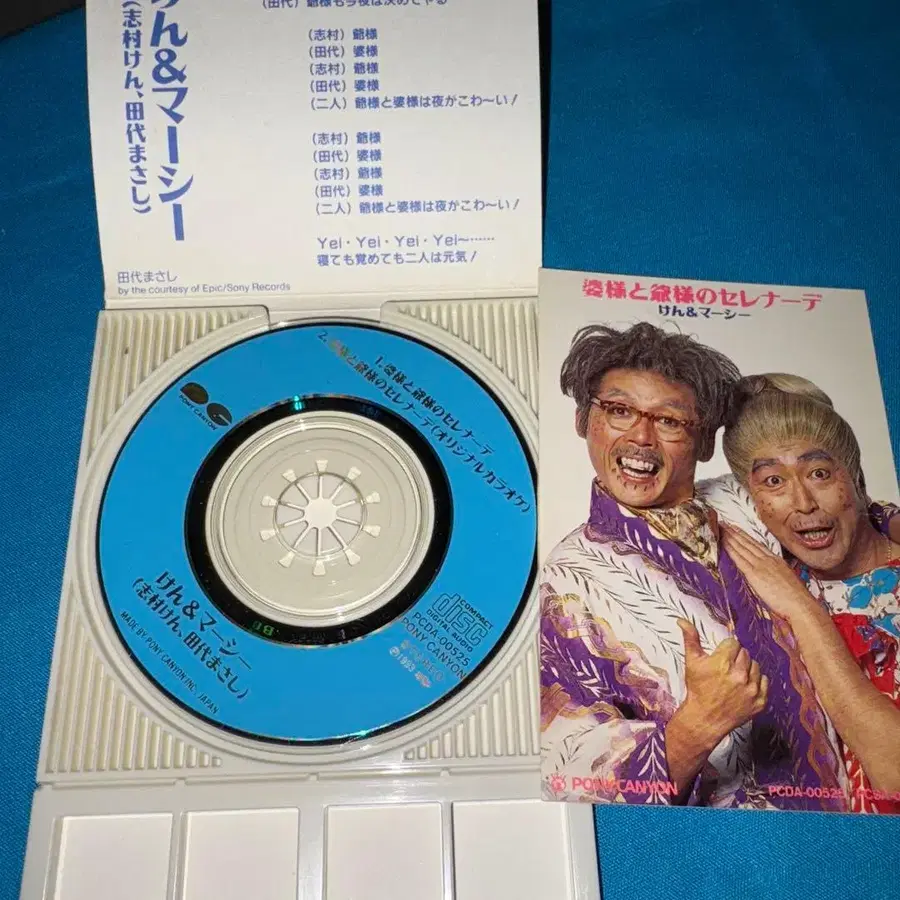 けん&マーシー
(志村けん、田代まさし)
(田代) 爺様も今夜は決めてやる
(志村) 爺様
(田代) 婆様
(志村) 爺様
(田代) 婆様
(二人) 爺様と婆様は夜がこわ〜い!
(志村) 爺様
(田代) 婆様
(志村) 爺様
(田代) 婆様
(二人) 爺様と婆様は夜がこわ〜い!
Yei・Yei・Yei・Yei〜……
寝ても覚めても二人は元気!
田代まさし
by the courtesy of Epic/Sony Records
PONY CANYON
1. 婆様と爺様のセレナーデ
2. 婆様と爺様のセレナーデ(オリジナルカラオケ)
けん&マーシー
(志村けん、田代まさし)
MADE BY PONY CANYON INC. JAPAN
COMPACT
disc
DIGITAL AUDIO
PCDA-00525
PONY CANYON
婆様と爺様のセレナーデ
けん&マーシー
PONY CANYON
PCDA-00525